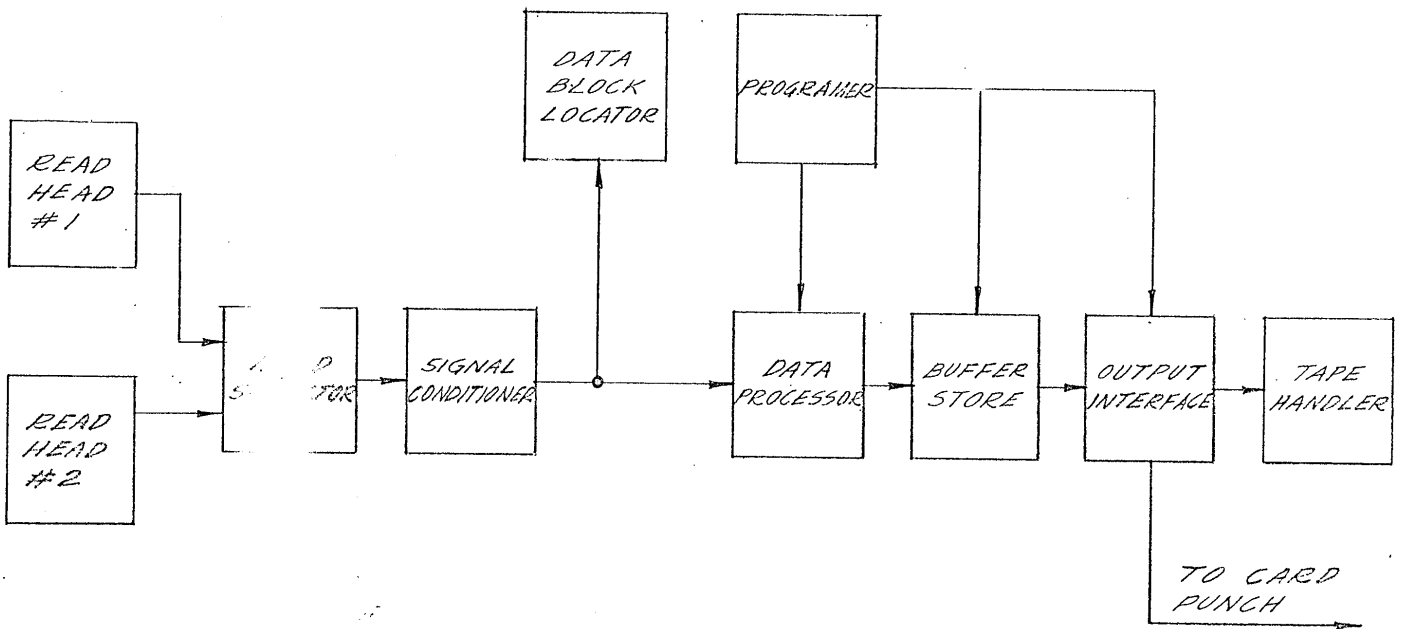 DATA
BLOCK
LOCATOR
PROGRAMER
READ
HEAD
#1
READ
HEAD
#2
SIGNAL
CONDITIONER
DATA
PROCESSOR
BUFFER
STORE
OUTPUT
INTERFACE
TAPE
HANDLER
TO CARD
PUNCH